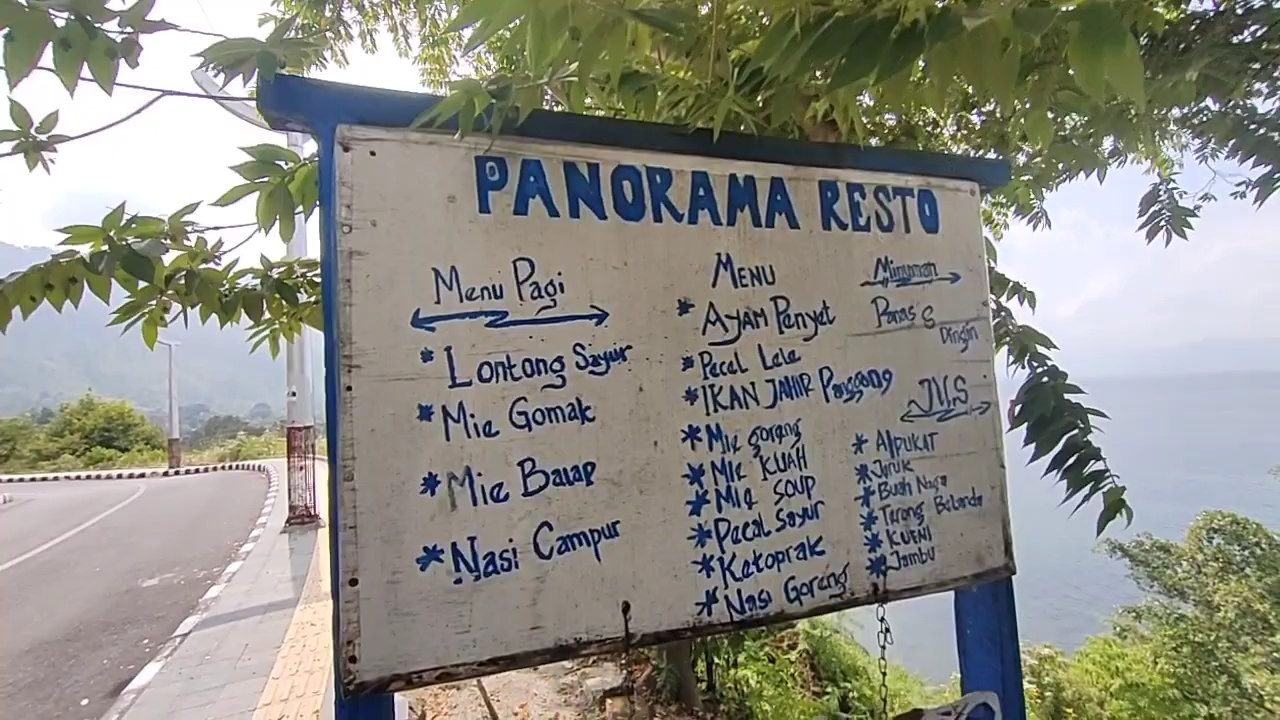 PANORAMA RESTO
Menu Pagi
* Lontong Sayur
* Mie Gomak
* Mie Balap
* Nasi Campur
MENU
* AYAM Penyet
* Pecel Lele
* IKAN JAHIR Panggang
* Mie goreng
* Mie KUAH
* Mie SOUP
* Pecal Sayur
* Ketoprak
* Nasi Goreng
Minuman
Panas S
Dingin
JUS
* AlPUKAT
* Jeruk
* Buah Naga
* Terong Belanda
* KUENI
* Jambu